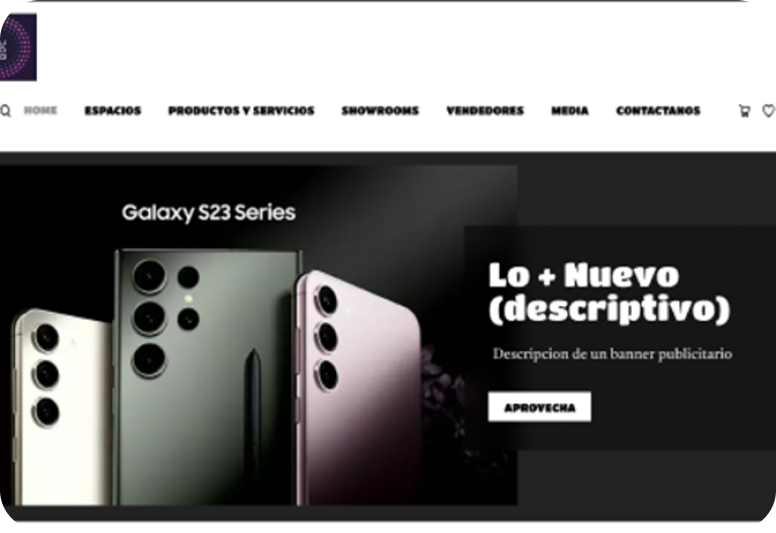 HOME ESPACIOS PRODUCTOS Y SERVICIOS SHOWROOMS VENDEDORES MEDIA CONTACTANOS
Galaxy S23 Series
Lo + Nuevo
(descriptivo)
Descripcion de un banner publicitario
APROVECHA